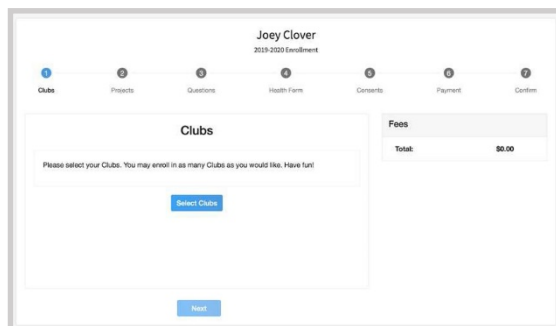 Joey Clover
2019-2020 Enrollment
1 2 3 4 5 6 7
Clubs Projects Questions Health Form Consents Payment Confirm
Clubs
Please select your Clubs. You may enroll in as many Clubs as you would like. Have fun!
Select Clubs
Next
Fees
Total: $0.00